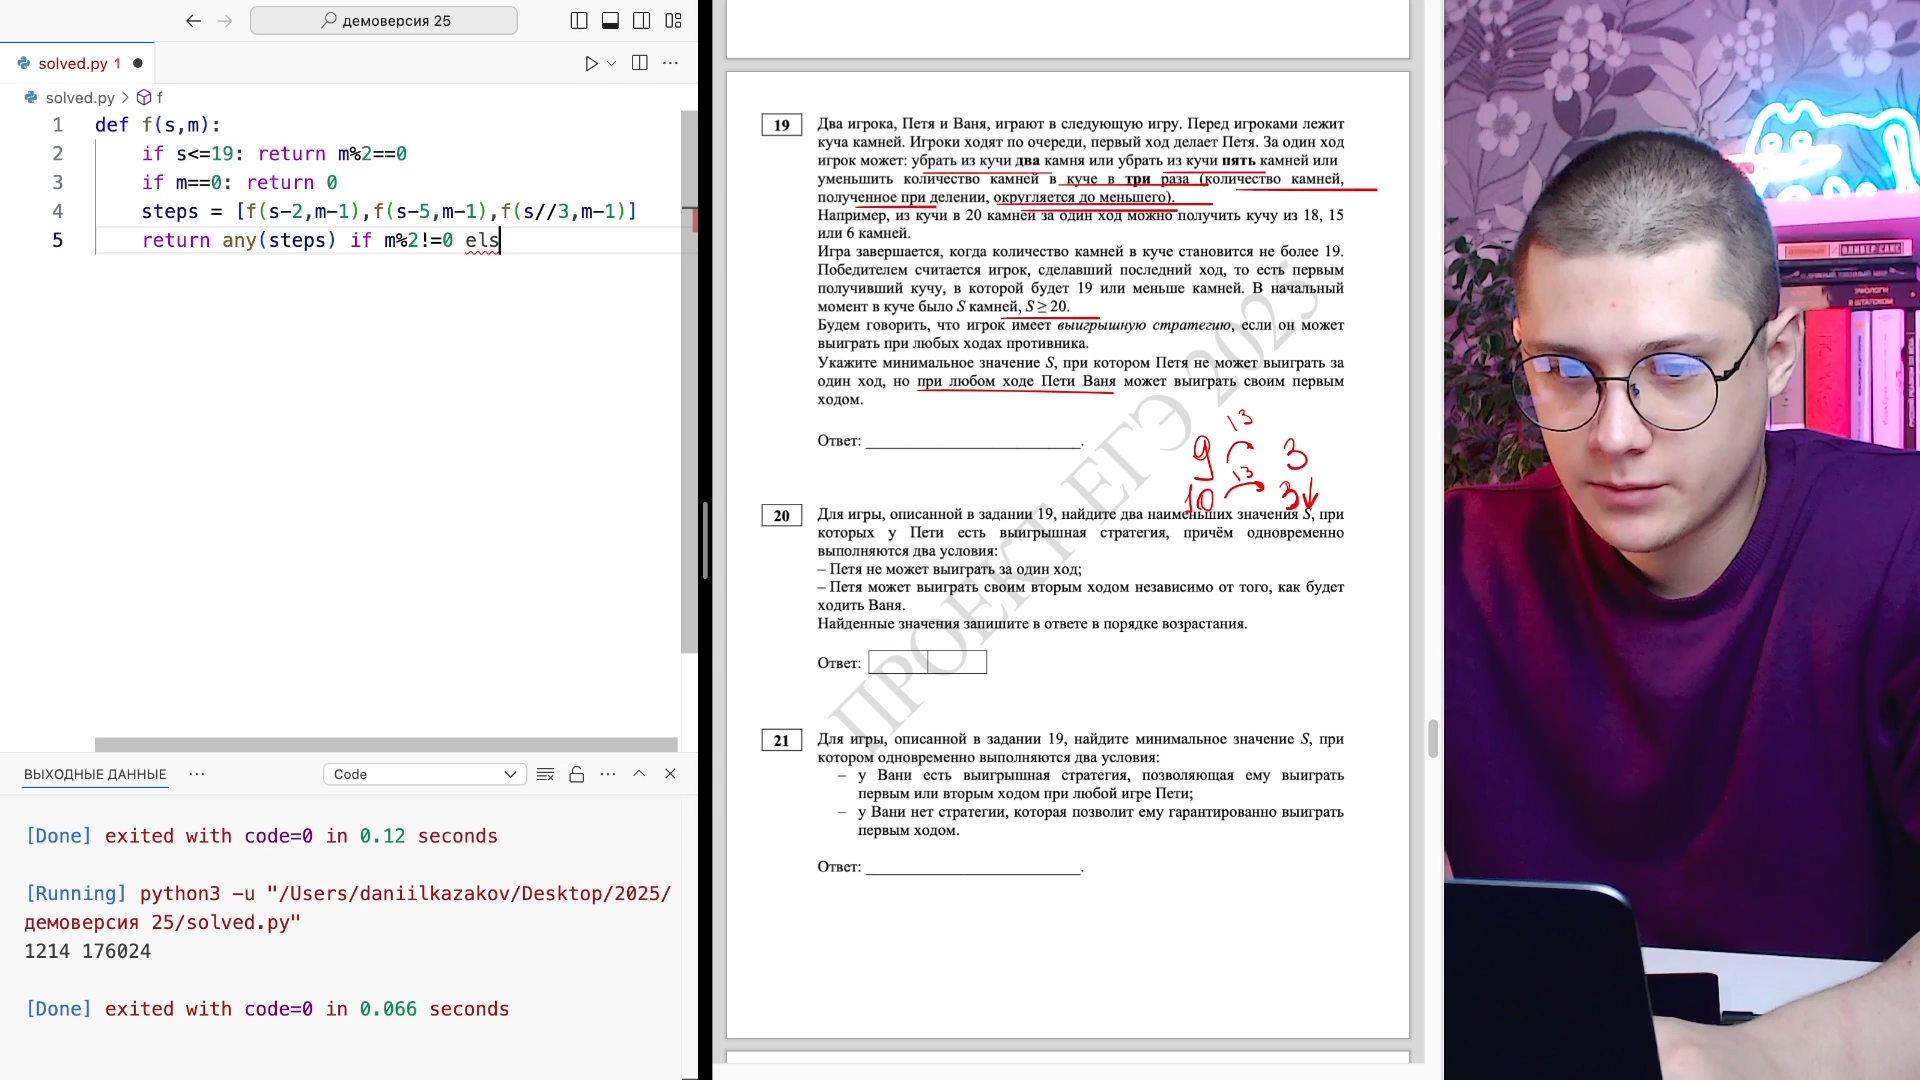 демоверсия 25
solved.py 1
solved.py > f
1 def f(s,m):
2 if s<=19: return m%2==0
3 if m==0: return 0
4 steps = [f(s-2,m-1),f(s-5,m-1),f(s//3,m-1)]
5 return any(steps) if m%2!=0 els
ВЫХОДНЫЕ ДАННЫЕ
Code
[Done] exited with code=0 in 0.12 seconds
[Running] python3 -u "/Users/daniilkazakov/Desktop/2025/
демоверсия 25/solved.py"
1214 176024
[Done] exited with code=0 in 0.066 seconds
19 Два игрока, Петя и Ваня, играют в следующую игру. Перед игроками лежит
куча камней. Игроки ходят по очереди, первый ход делает Петя. За один ход
игрок может: убрать из кучи два камня или убрать из кучи пять камней или
уменьшить количество камней в куче в три раза (количество камней,
полученное при делении, округляется до меньшего).
Например, из кучи в 20 камней за один ход можно получить кучу из 18, 15
или 6 камней.
Игра завершается, когда количество камней в куче становится не более 19.
Победителем считается игрок, сделавший последний ход, то есть первым
получивший кучу, в которой будет 19 или меньше камней. В начальный
момент в куче было S камней, S ≥ 20.
Будем говорить, что игрок имеет выигрышную стратегию, если он может
выиграть при любых ходах противника.
Укажите минимальное значение S, при котором Петя не может выиграть за
один ход, но при любом ходе Пети Ваня может выиграть своим первым
ходом.
Ответ: .
13
9 3
13
10 3
20 Для игры, описанной в задании 19, найдите два наименьших значения S, при
которых у Пети есть выигрышная стратегия, причём одновременно
выполняются два условия:
– Петя не может выиграть за один ход;
– Петя может выиграть своим вторым ходом независимо от того, как будет
ходить Ваня.
Найденные значения запишите в ответе в порядке возрастания.
Ответ:
21 Для игры, описанной в задании 19, найдите минимальное значение S, при
котором одновременно выполняются два условия:
– у Вани есть выигрышная стратегия, позволяющая ему выиграть
первым или вторым ходом при любой игре Пети;
– у Вани нет стратегии, которая позволит ему гарантированно выиграть
первым ходом.
Ответ: .
ПРОЕКТ ЕГЭ 2025
ОЛИВЕР САКС